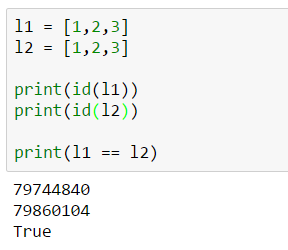 l1 = [1,2,3]
l2 = [1,2,3]
print(id(l1))
print(id(l2))
print(l1 == l2)
79744840
79860104
True